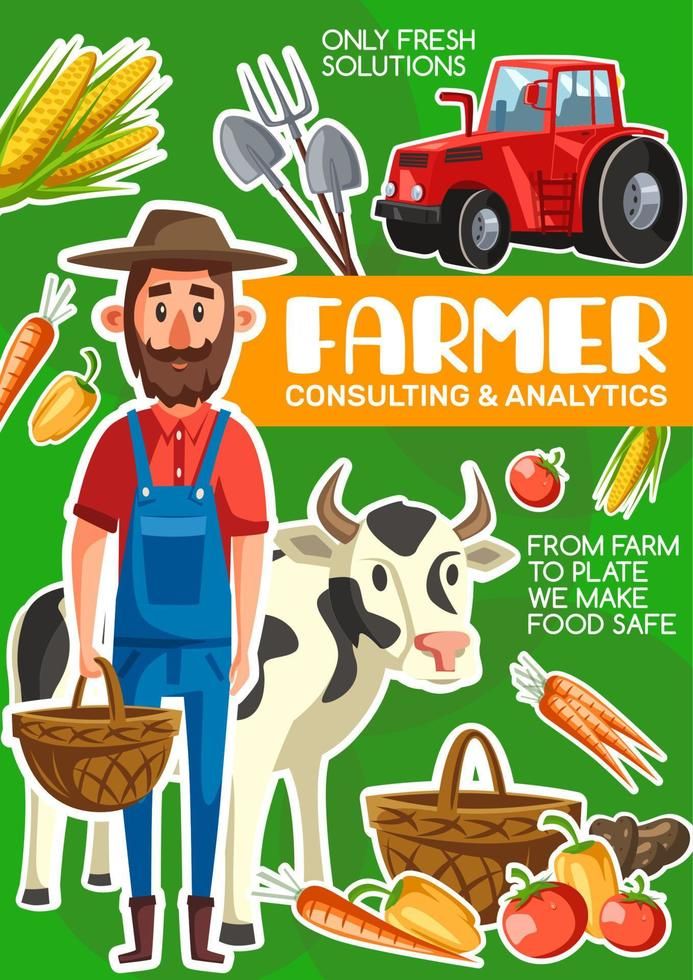 ONLY FRESH
SOLUTIONS
FARMER
CONSULTING & ANALYTICS
FROM FARM
TO PLATE
WE MAKE
FOOD SAFE